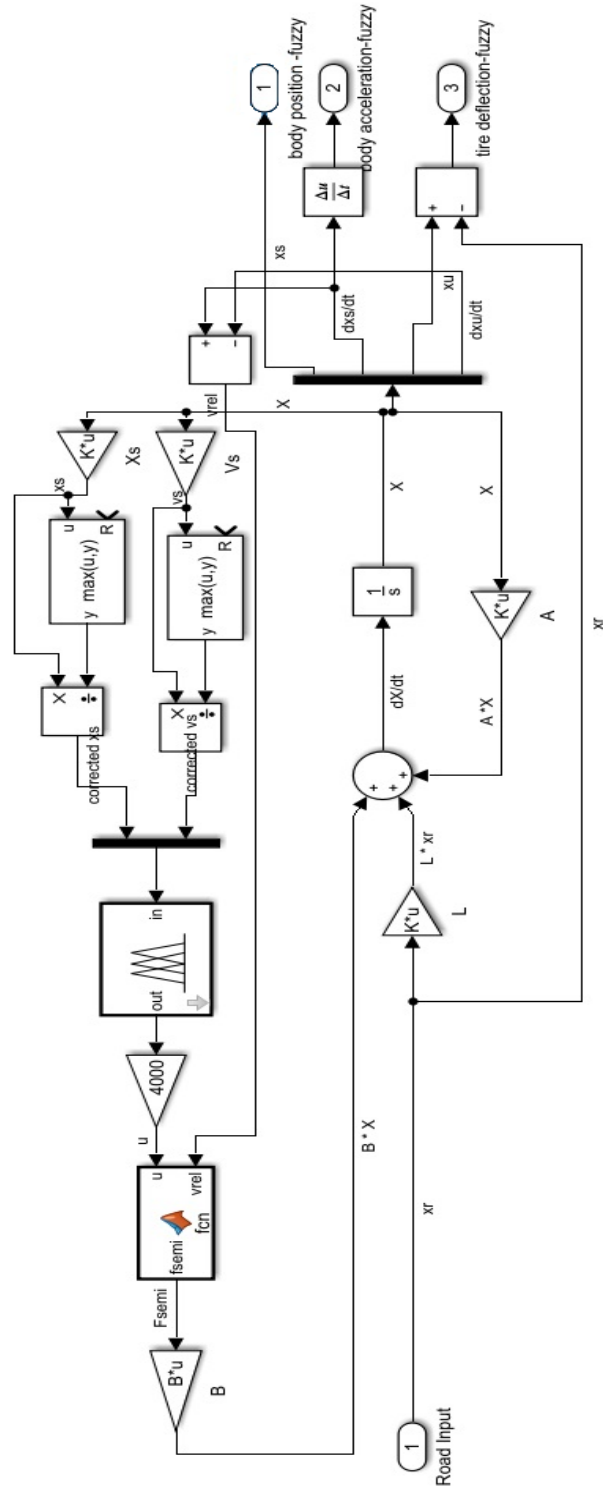 xs
K*u
Xs
u
y max(u,y)
R
X
÷
corrected xs
vs
K*u
Vs
u
y max(u,y)
R
X
÷
corrected vs
in
out
4000
u
u
vrel
fsemi
fcn
Fsemi
B*u
B
+
−
vrel
xs
1
body position -fuzzy
dxs/dt
Δu
Δt
2
body acceleration-fuzzy
xu
+
−
3
tire deflection-fuzzy
dxu/dt
X
B * X
+
+
+
dX/dt
1
s
X
L * xr
K*u
L
A *X
K*u
A
X
xr
xr
1
Road Input